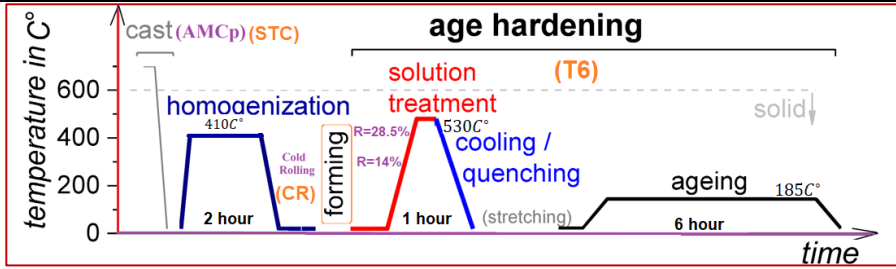 temperature in C°
600
400
200
0
cast (AMCp) (STC)
homogenization
410C°
2 hour
Cold
Rolling
(CR)
forming
age hardening
(T6)
solution
treatment
R=28.5%
R=14%
530C°
cooling /
quenching
1 hour
(stretching)
ageing
185C°
6 hour
solid
time